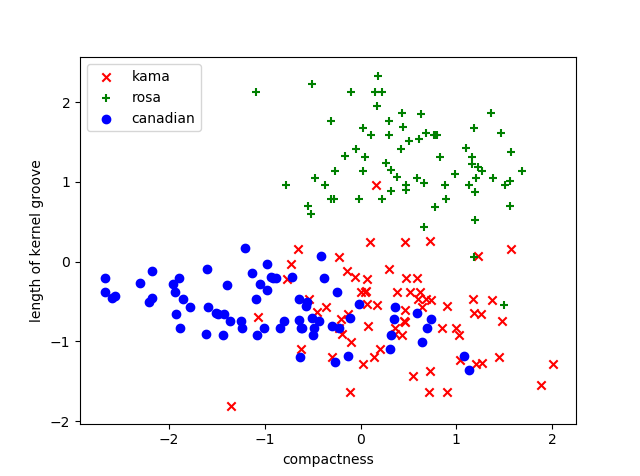 kama
rosa
canadian
2
1
0
−1
−2
length of kernel groove
−2
−1
0
1
2
compactness